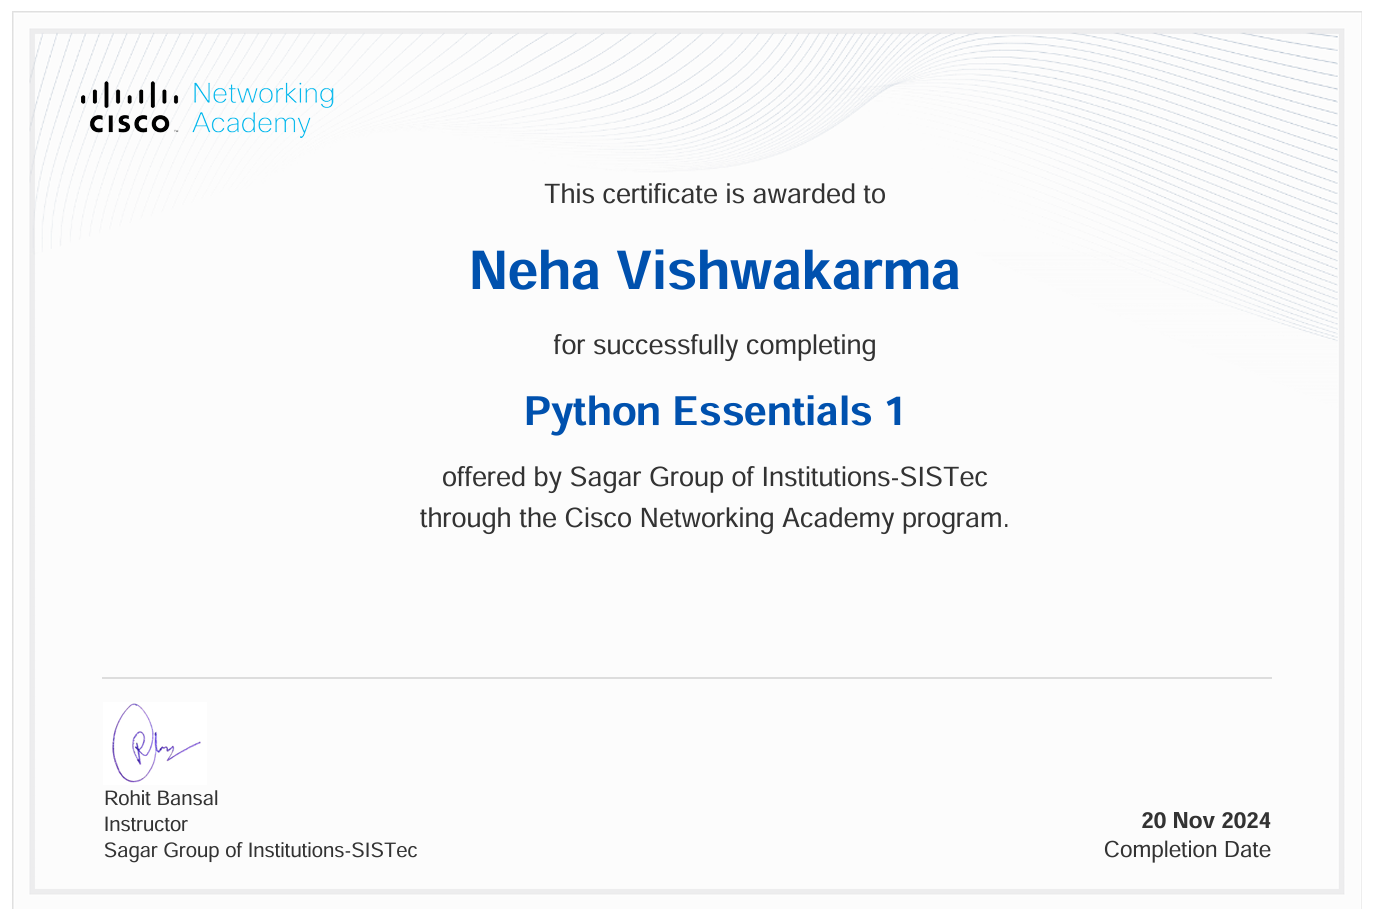 CISCO
Networking
Academy
This certificate is awarded to
Neha Vishwakarma
for successfully completing
Python Essentials 1
offered by Sagar Group of Institutions-SISTec
through the Cisco Networking Academy program.
Rohit Bansal
Instructor
Sagar Group of Institutions-SISTec
20 Nov 2024
Completion Date